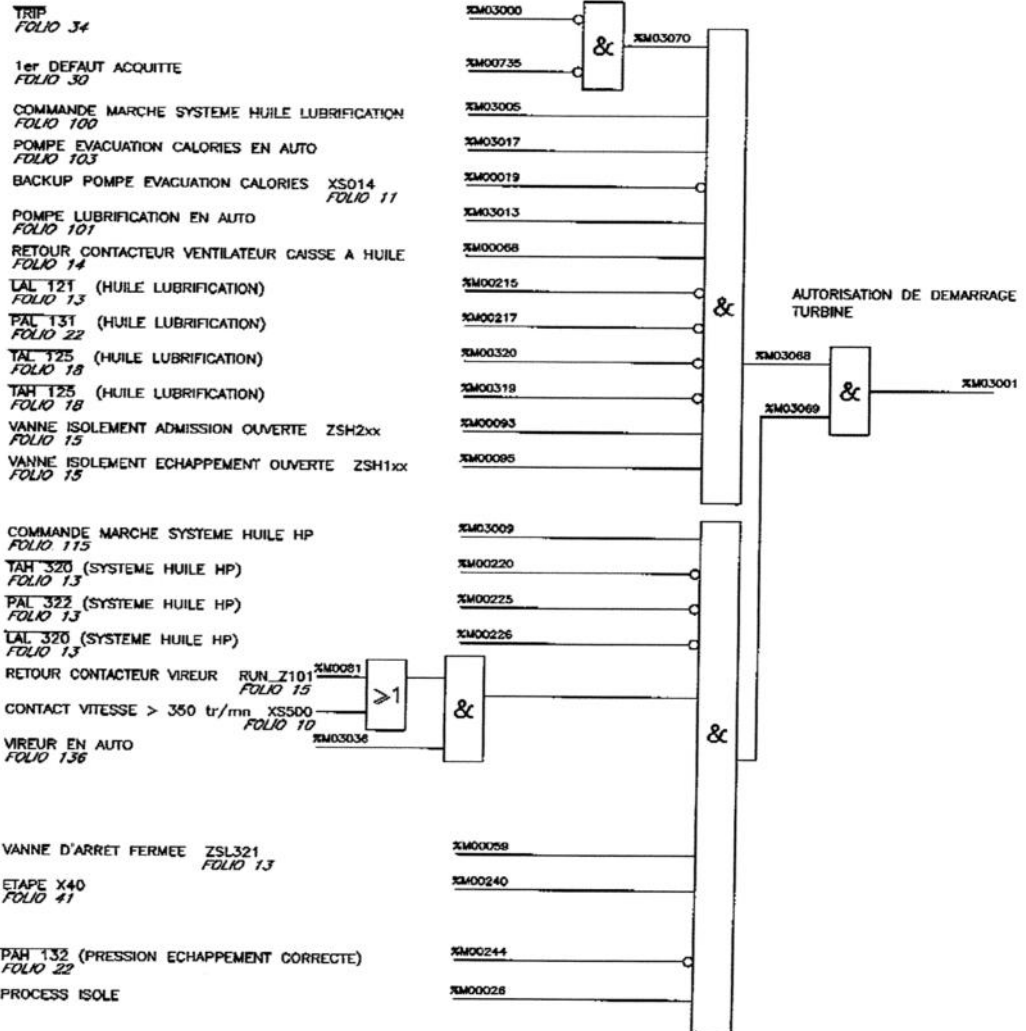 TRIP %M03000
FOLIO 34
& %M03070
1er DEFAUT ACQUITTE %M00735
FOLIO 30
COMMANDE MARCHE SYSTEME HUILE LUBRIFICATION %M03005
FOLIO 100
POMPE EVACUATION CALORIES EN AUTO %M03017
FOLIO 103
BACKUP POMPE EVACUATION CALORIES XS014 %M00019
FOLIO 11
POMPE LUBRIFICATION EN AUTO %M03013
FOLIO 101
RETOUR CONTACTEUR VENTILATEUR CAISSE A HUILE %M00068
FOLIO 14
LAL 121 (HUILE LUBRIFICATION) %M00215
FOLIO 13
&
AUTORISATION DE DEMARRAGE
TURBINE
PAL 131 (HUILE LUBRIFICATION) %M00217
FOLIO 22
TAL 125 (HUILE LUBRIFICATION) %M00320
FOLIO 18
%M03068
TAH 125 (HUILE LUBRIFICATION) %M00319
FOLIO 18
& %M03001
%M03069
VANNE ISOLEMENT ADMISSION OUVERTE ZSH2xx %M00093
FOLIO 15
VANNE ISOLEMENT ECHAPPEMENT OUVERTE ZSH1xx %M00095
FOLIO 15
COMMANDE MARCHE SYSTEME HUILE HP %M03009
FOLIO 115
TAH 320 (SYSTEME HUILE HP) %M00220
FOLIO 13
PAL 322 (SYSTEME HUILE HP) %M00225
FOLIO 13
LAL 320 (SYSTEME HUILE HP) %M00226
FOLIO 13
RETOUR CONTACTEUR VIREUR RUN_Z101 %M0081
FOLIO 15
≥1
&
CONTACT VITESSE > 350 tr/mn XS500
FOLIO 10
&
VIREUR EN AUTO %M03036
FOLIO 136
VANNE D'ARRET FERMEE ZSL321 %M00059
FOLIO 13
ETAPE X40 %M00240
FOLIO 41
PAH 132 (PRESSION ECHAPPEMENT CORRECTE) %M00244
FOLIO 22
PROCESS ISOLE %M00026